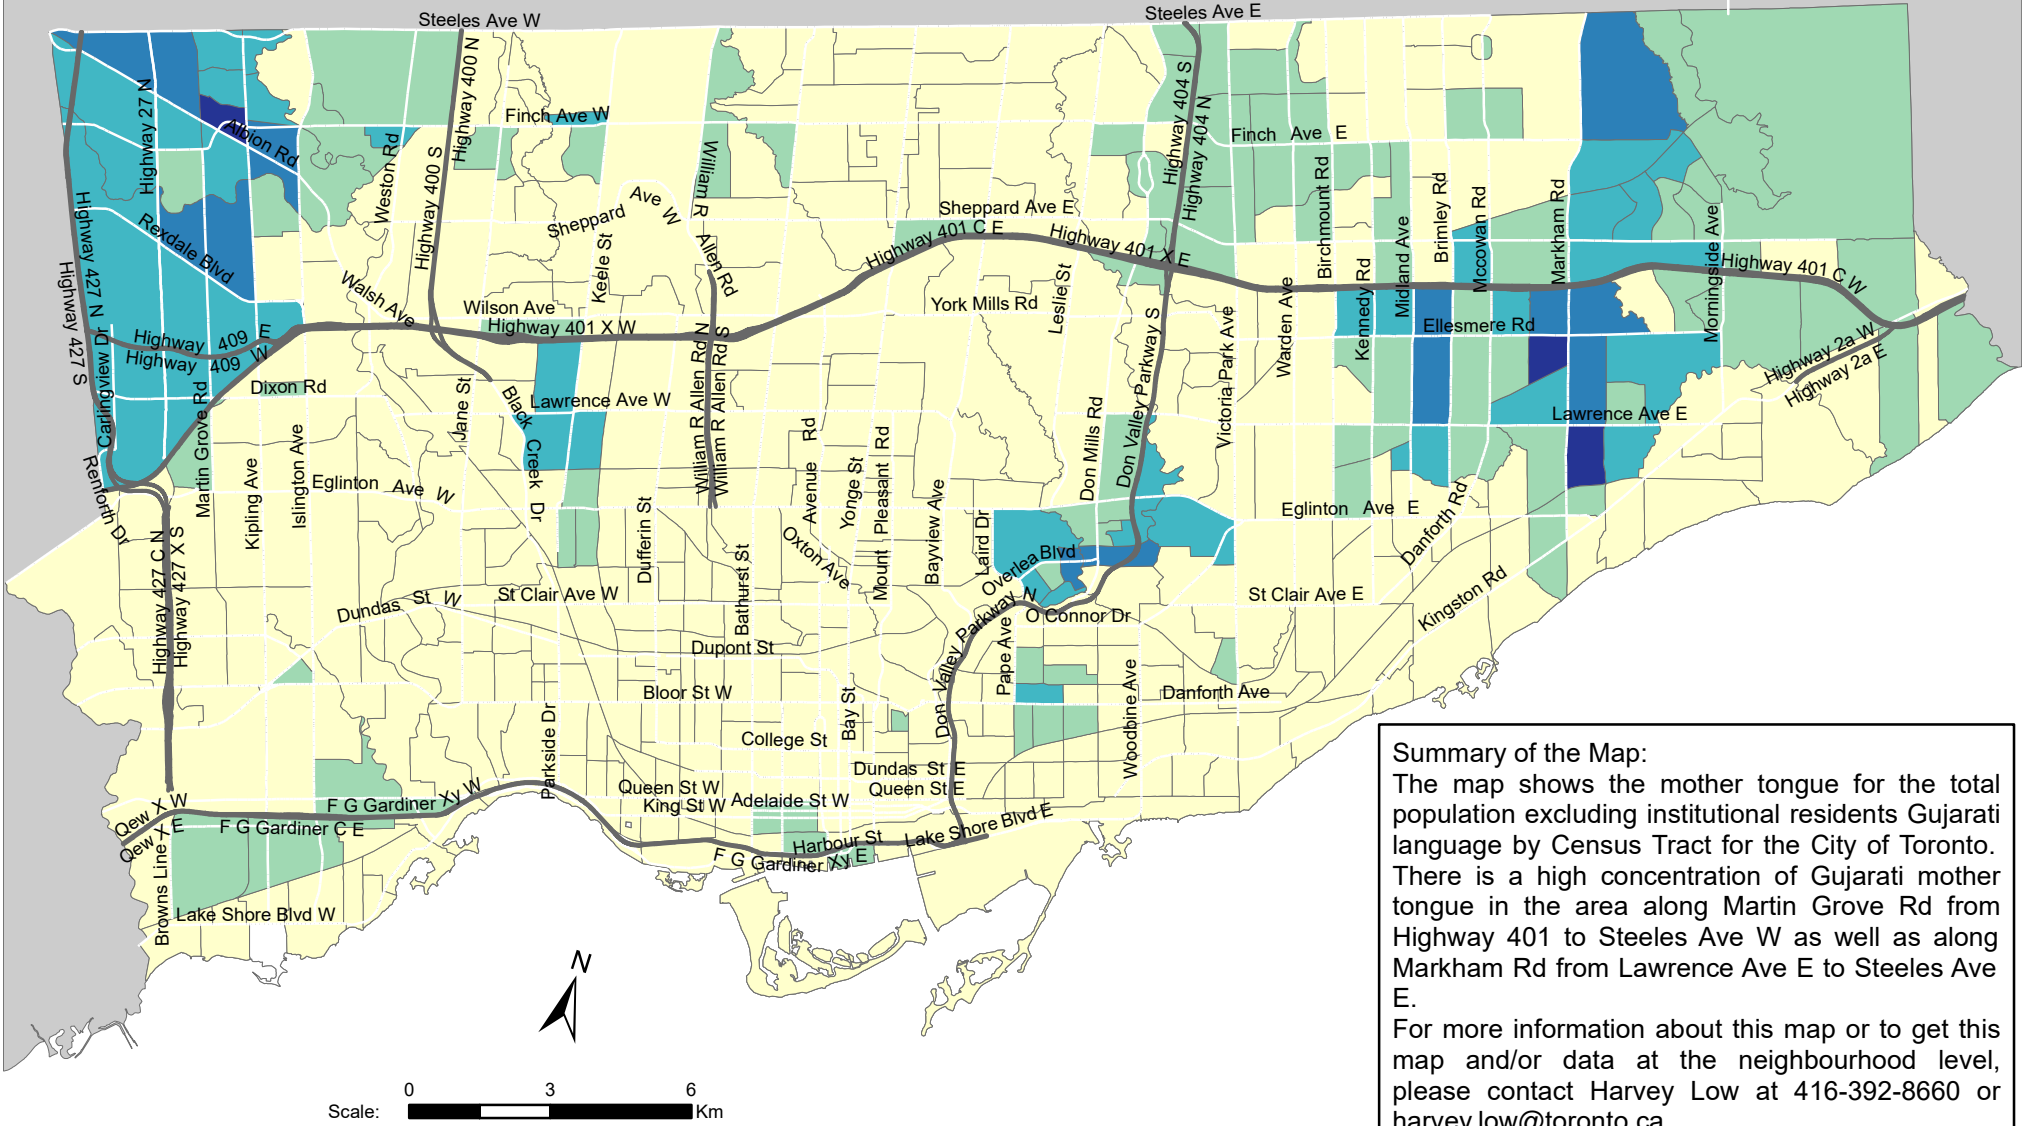 Steeles Ave W
Steeles Ave E
Highway 400 N
Highway 404 S
Highway 27 N
Finch Ave W
Highway 404 N
Finch Ave E
Albion Rd
Weston Rd
William R
Highway 400 S
Birchmount Rd
Brimley Rd
Mccowan Rd
Markham Rd
Highway 427 N
Sheppard Ave W
Sheppard Ave E
Midland Ave
Morningside Ave
Rexdale Blvd
Keele St
Allen Rd
Highway 401 C E
Highway 401 X E
Highway 401 C W
Highway 427 S
Walsh Ave
Wilson Ave
York Mills Rd
Leslie St
Kennedy Rd
Warden Ave
Highway 401 X W
Ellesmere Rd
Highway 409 E
Highway 409 W
Highway 427 S
Carlingview Dr
Highway 2a W
Highway 2a E
Dixon Rd
Martin Grove Rd
Jane St
Black Creek Dr
Lawrence Ave W
William R Allen Rd N
William R Allen Rd S
Don Valley Parkway S
Victoria Park Ave
Lawrence Ave E
Renforth Dr
Kipling Ave
Islington Ave
Eglinton Ave W
Avenue Rd
Yonge St
Mount Pleasant Rd
Bayview Ave
Don Mills Rd
Laird Dr
Eglinton Ave E
Danforth Rd
Highway 427 C N
Highway 427 X S
Dufferin St
Bathurst St
Oxton Ave
Overlea Blvd
Dundas St W
St Clair Ave W
St Clair Ave E
Kingston Rd
O Connor Dr
Don Valley Parkway N
Pape Ave
Dupont St
Bloor St W
Bay St
Woodbine Ave
Danforth Ave
Parkside Dr
College St
Dundas St E
Queen St W
Queen St E
King St W
Adelaide St W
Qew X W
Qew X E
F G Gardiner Xy W
F G Gardiner C E
Harbour St
Lake Shore Blvd E
F G Gardiner Xy E
Browns Line X E
Lake Shore Blvd W
N
0 3 6
Scale: Km
Summary of the Map:
The map shows the mother tongue for the total
population excluding institutional residents Gujarati
language by Census Tract for the City of Toronto.
There is a high concentration of Gujarati mother
tongue in the area along Martin Grove Rd from
Highway 401 to Steeles Ave W as well as along
Markham Rd from Lawrence Ave E to Steeles Ave
E.
For more information about this map or to get this
map and/or data at the neighbourhood level,
please contact Harvey Low at 416-392-8660 or
harvey.low@toronto.ca